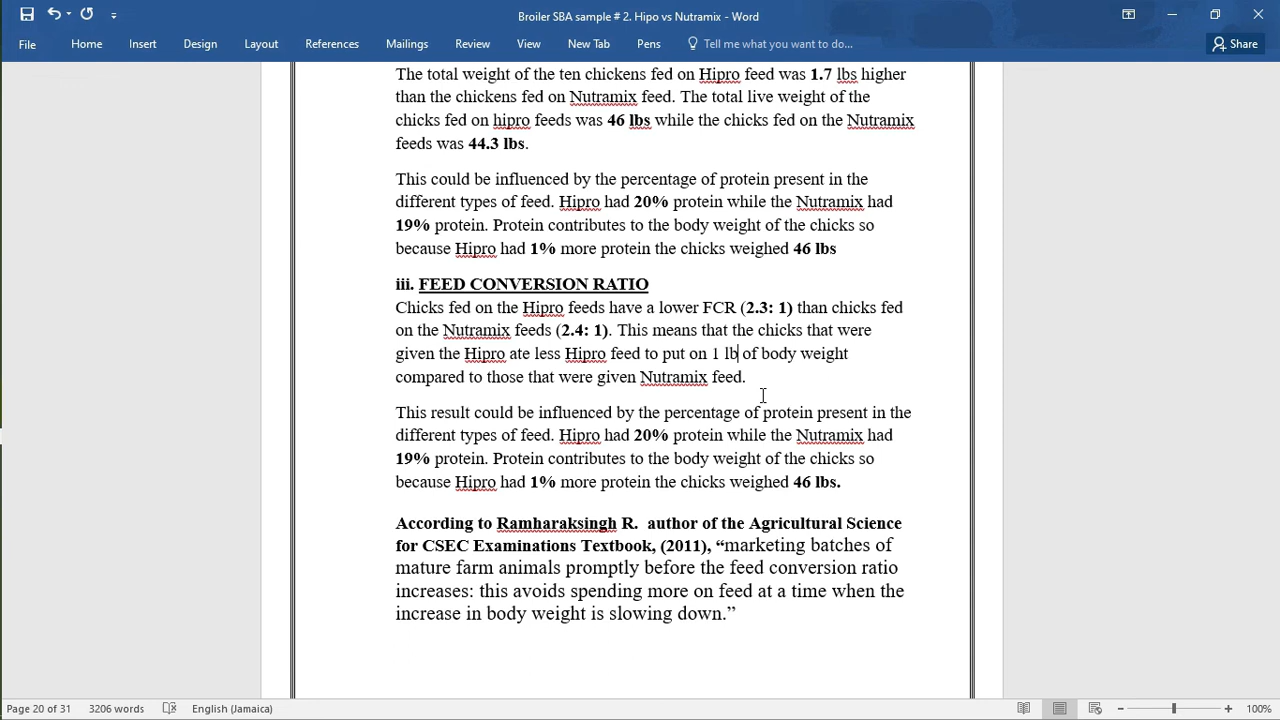 Broiler SBA sample # 2. Hipo vs Nutramix - Word
File Home Insert Design Layout References Mailings Review View New Tab Pens Tell me what you want to do... Share
The total weight of the ten chickens fed on Hipro feed was 1.7 lbs higher
than the chickens fed on Nutramix feed. The total live weight of the
chicks fed on hipro feeds was 46 lbs while the chicks fed on the Nutramix
feeds was 44.3 lbs.
This could be influenced by the percentage of protein present in the
different types of feed. Hipro had 20% protein while the Nutramix had
19% protein. Protein contributes to the body weight of the chicks so
because Hipro had 1% more protein the chicks weighed 46 lbs
iii. FEED CONVERSION RATIO
Chicks fed on the Hipro feeds have a lower FCR (2.3: 1) than chicks fed
on the Nutramix feeds (2.4: 1). This means that the chicks that were
given the Hipro ate less Hipro feed to put on 1 lb of body weight
compared to those that were given Nutramix feed.
This result could be influenced by the percentage of protein present in the
different types of feed. Hipro had 20% protein while the Nutramix had
19% protein. Protein contributes to the body weight of the chicks so
because Hipro had 1% more protein the chicks weighed 46 lbs.
According to Ramharaksingh R.  author of the Agricultural Science
for CSEC Examinations Textbook, (2011), “marketing batches of
mature farm animals promptly before the feed conversion ratio
increases: this avoids spending more on feed at a time when the
increase in body weight is slowing down.”
Page 20 of 31 3206 words English (Jamaica) 100%